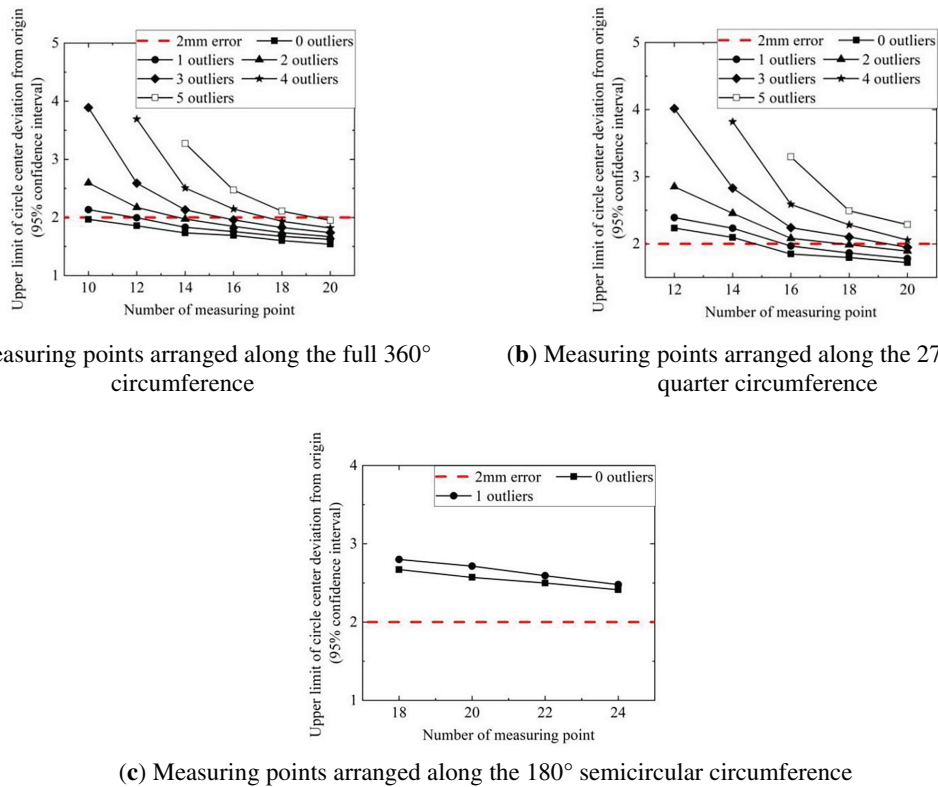 5
4
3
2
1
2mm error
0 outliers
1 outliers
2 outliers
3 outliers
4 outliers
5 outliers
Upper limit of circle center deviation from origin
(95% confidence interval)
10 12 14 16 18 20
Number of measuring point
5
4
3
2
2mm error
0 outliers
1 outliers
2 outliers
3 outliers
4 outliers
5 outliers
Upper limit of circle center deviation from origin
(95% confidence interval)
12 14 16 18 20
Number of measuring point
easuring points arranged along the full 360°
circumference
(b) Measuring points arranged along the 27
quarter circumference
4
3
2
1
2mm error
0 outliers
1 outliers
Upper limit of circle center deviation from origin
(95% confidence interval)
18 20 22 24
Number of measuring point
(c) Measuring points arranged along the 180° semicircular circumference